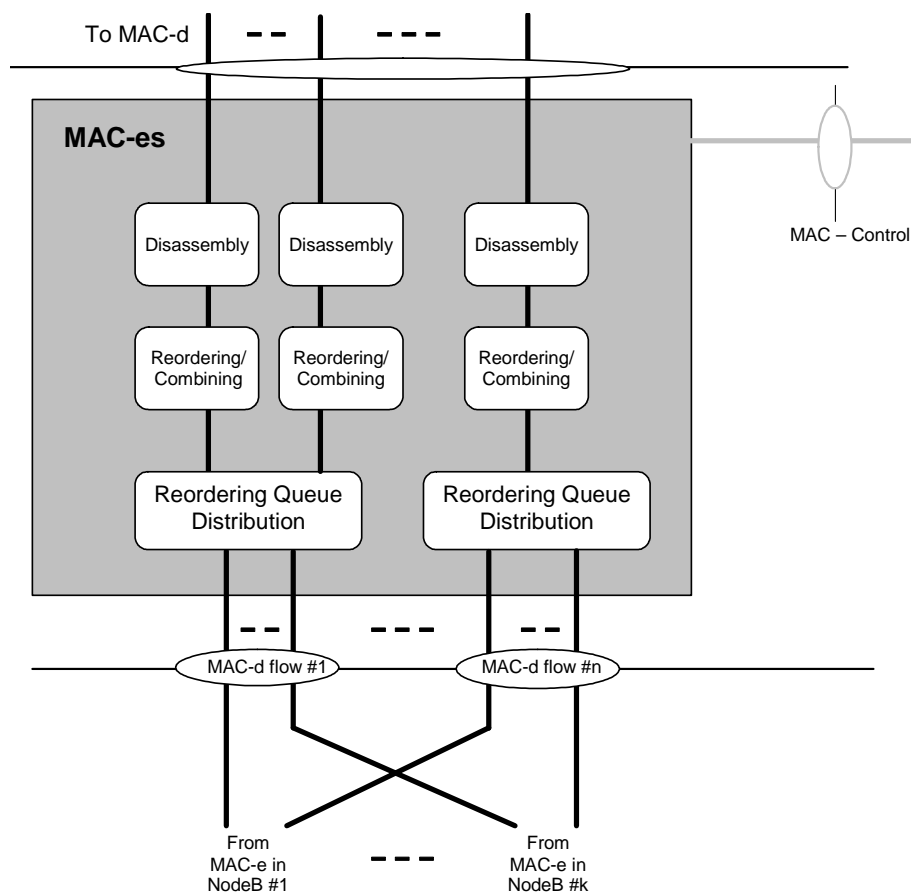 To MAC-d
MAC-es
MAC – Control
Disassembly
Disassembly
Disassembly
Reordering/
Combining
Reordering/
Combining
Reordering/
Combining
Reordering Queue
Distribution
Reordering Queue
Distribution
MAC-d flow #1
MAC-d flow #n
From
MAC-e in
NodeB #1
From
MAC-e in
NodeB #k